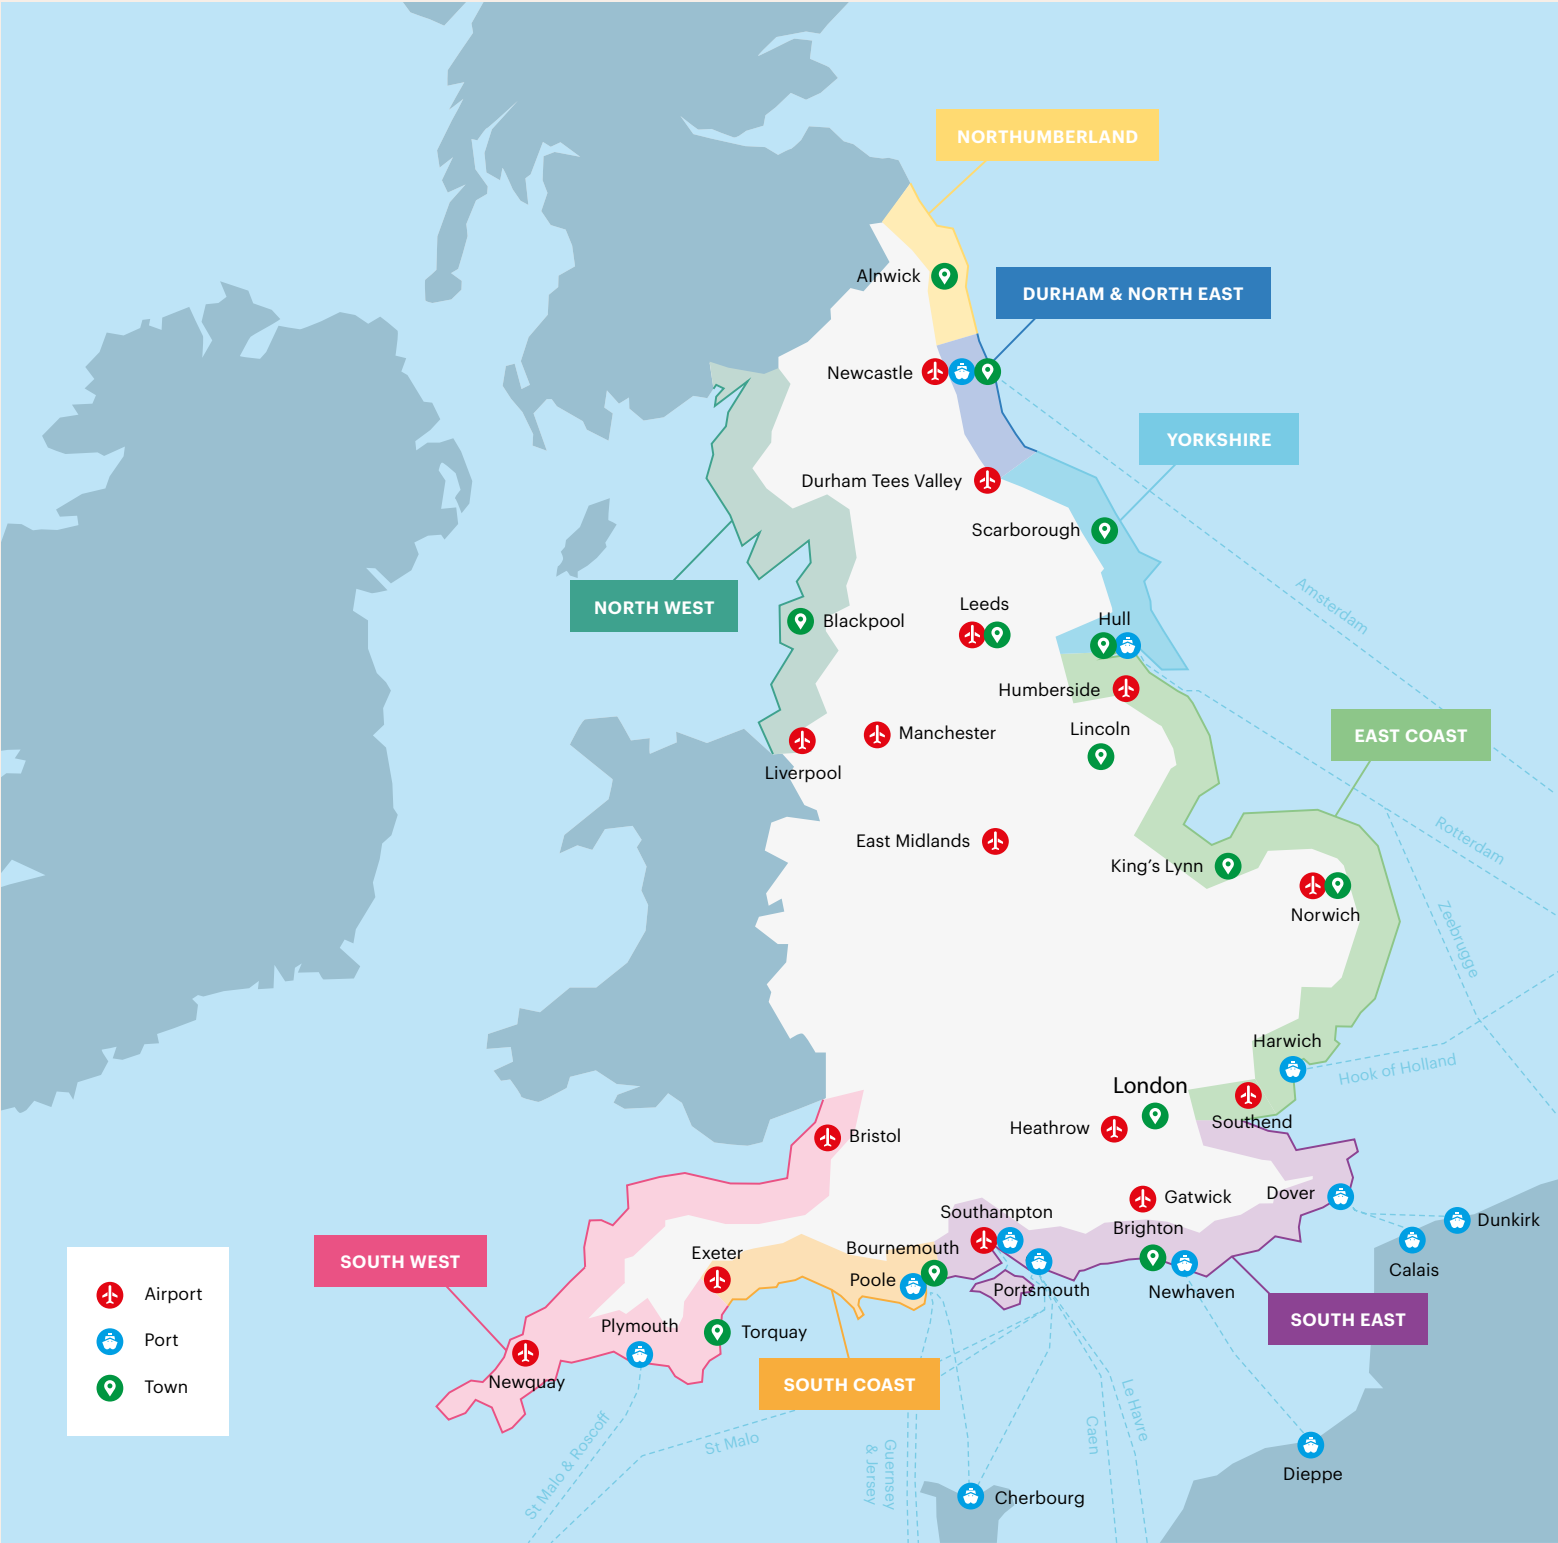 NORTHUMBERLAND
Alnwick
DURHAM & NORTH EAST
Newcastle
YORKSHIRE
Durham Tees Valley
Scarborough
Amsterdam
NORTH WEST
Leeds
Blackpool
Hull
Humberside
EAST COAST
Manchester
Lincoln
Liverpool
Rotterdam
East Midlands
King's Lynn
Norwich
Zeebrugge
Harwich
Hook of Holland
London
Southend
Heathrow
Bristol
Gatwick
Dover
Southampton
Brighton
Dunkirk
Bournemouth
Exeter
SOUTH WEST
Calais
Poole
Portsmouth
Newhaven
Airport
Port
Town
SOUTH EAST
Plymouth
Torquay
Newquay
SOUTH COAST
St Malo & Roscoff
St Malo
Guernsey
& Jersey
Caen
Le Havre
Dieppe
Cherbourg